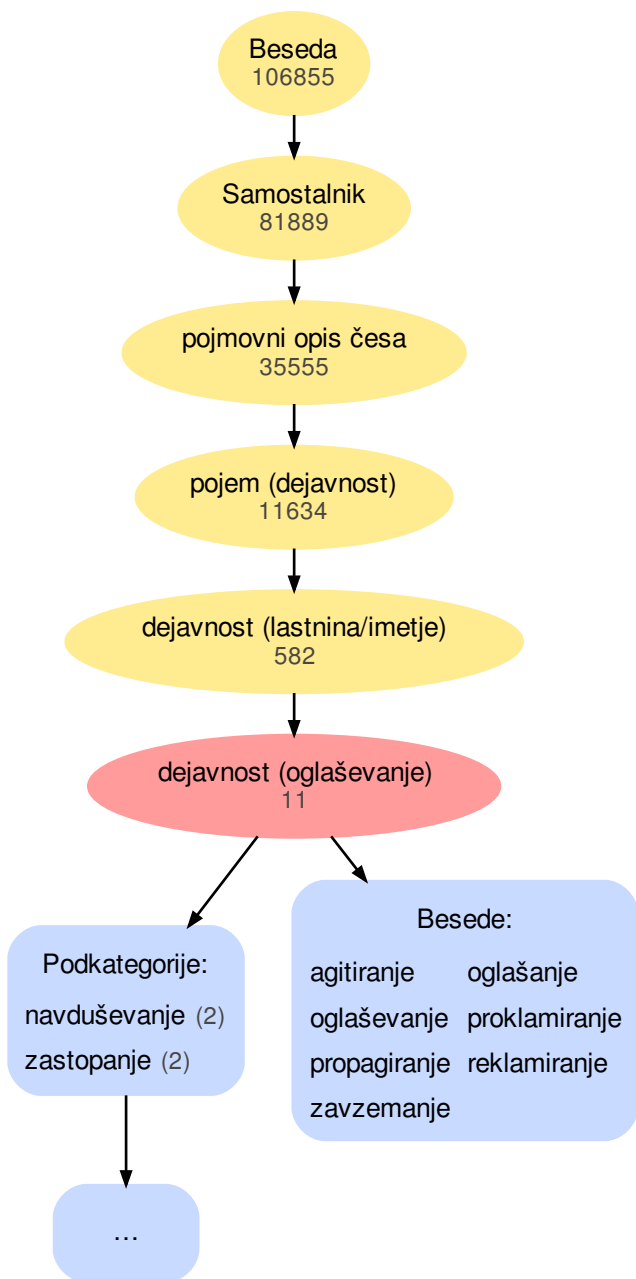 Beseda
106855
Samostalnik
81889
pojmovni opis česa
35555
pojem (dejavnost)
11634
dejavnost (lastnina/imetje)
582
dejavnost (oglaševanje)
11
Podkategorije:
navduševanje (2)
zastopanje (2)
...
Besede:
agitiranje oglašanje
oglaševanje proklamiranje
propagiranje reklamiranje
zavzemanje